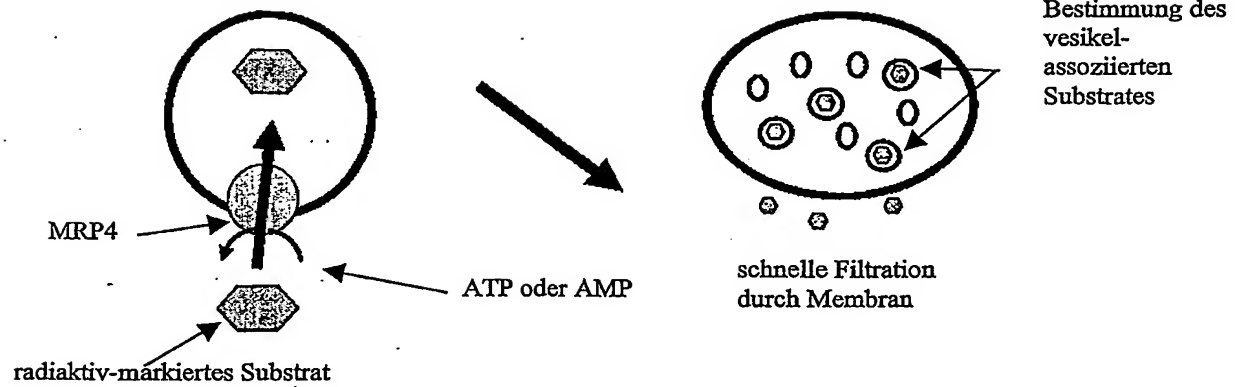 Bestimmung des
vesikel-
assoziierten
Substrates
MRP4
ATP oder AMP
schnelle Filtration
durch Membran
radiaktiv-markiertes Substrat